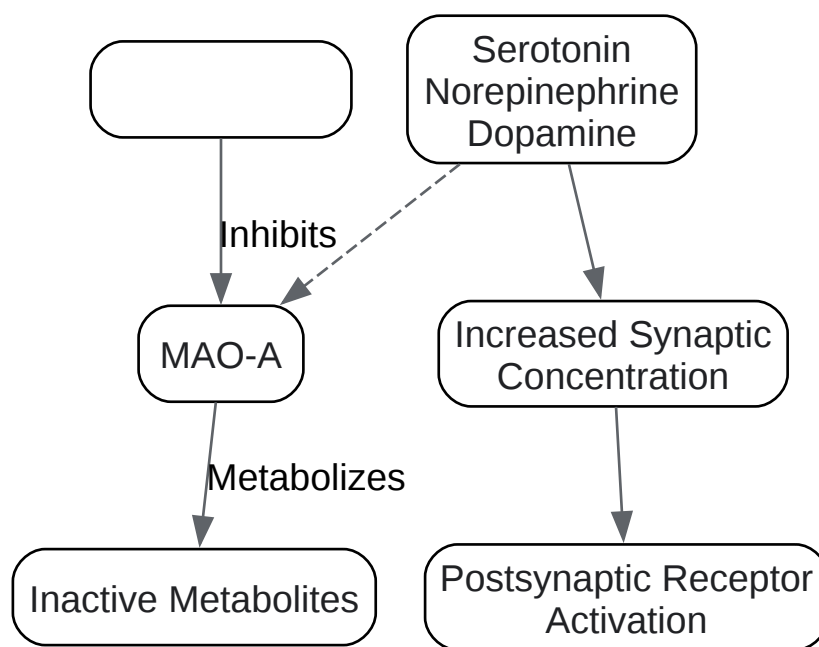 Serotonin
Norepinephrine
Dopamine
Inhibits
MAO-A
Increased Synaptic
Concentration
Metabolizes
Inactive Metabolites
Postsynaptic Receptor
Activation